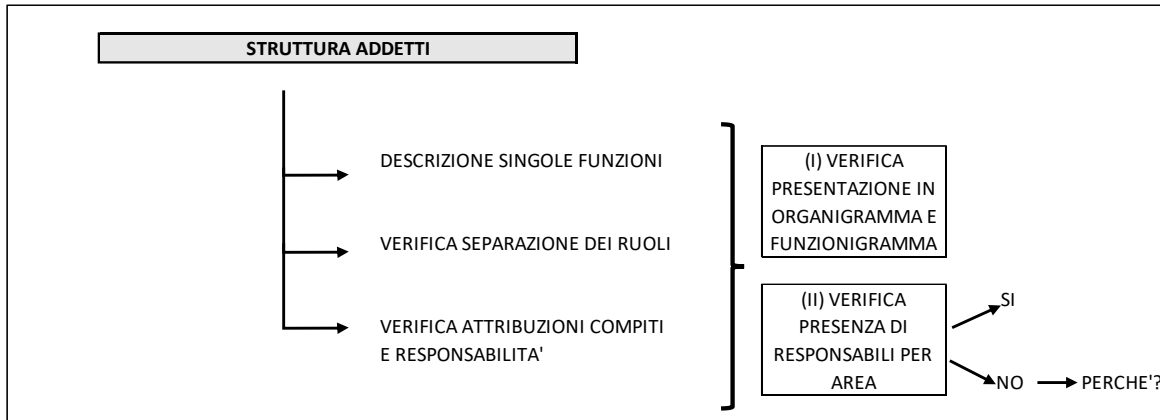 STRUTTURA ADDETTI
DESCRIZIONE SINGOLE FUNZIONI
VERIFICA SEPARAZIONE DEI RUOLI
VERIFICA ATTRIBUZIONI COMPITI
E RESPONSABILITA'
(I) VERIFICA
PRESENTAZIONE IN
ORGANIGRAMMA E
FUNZIONIGRAMMA
(II) VERIFICA
PRESENZA DI
RESPONSABILI PER
AREA
SI
NO
PERCHE'?